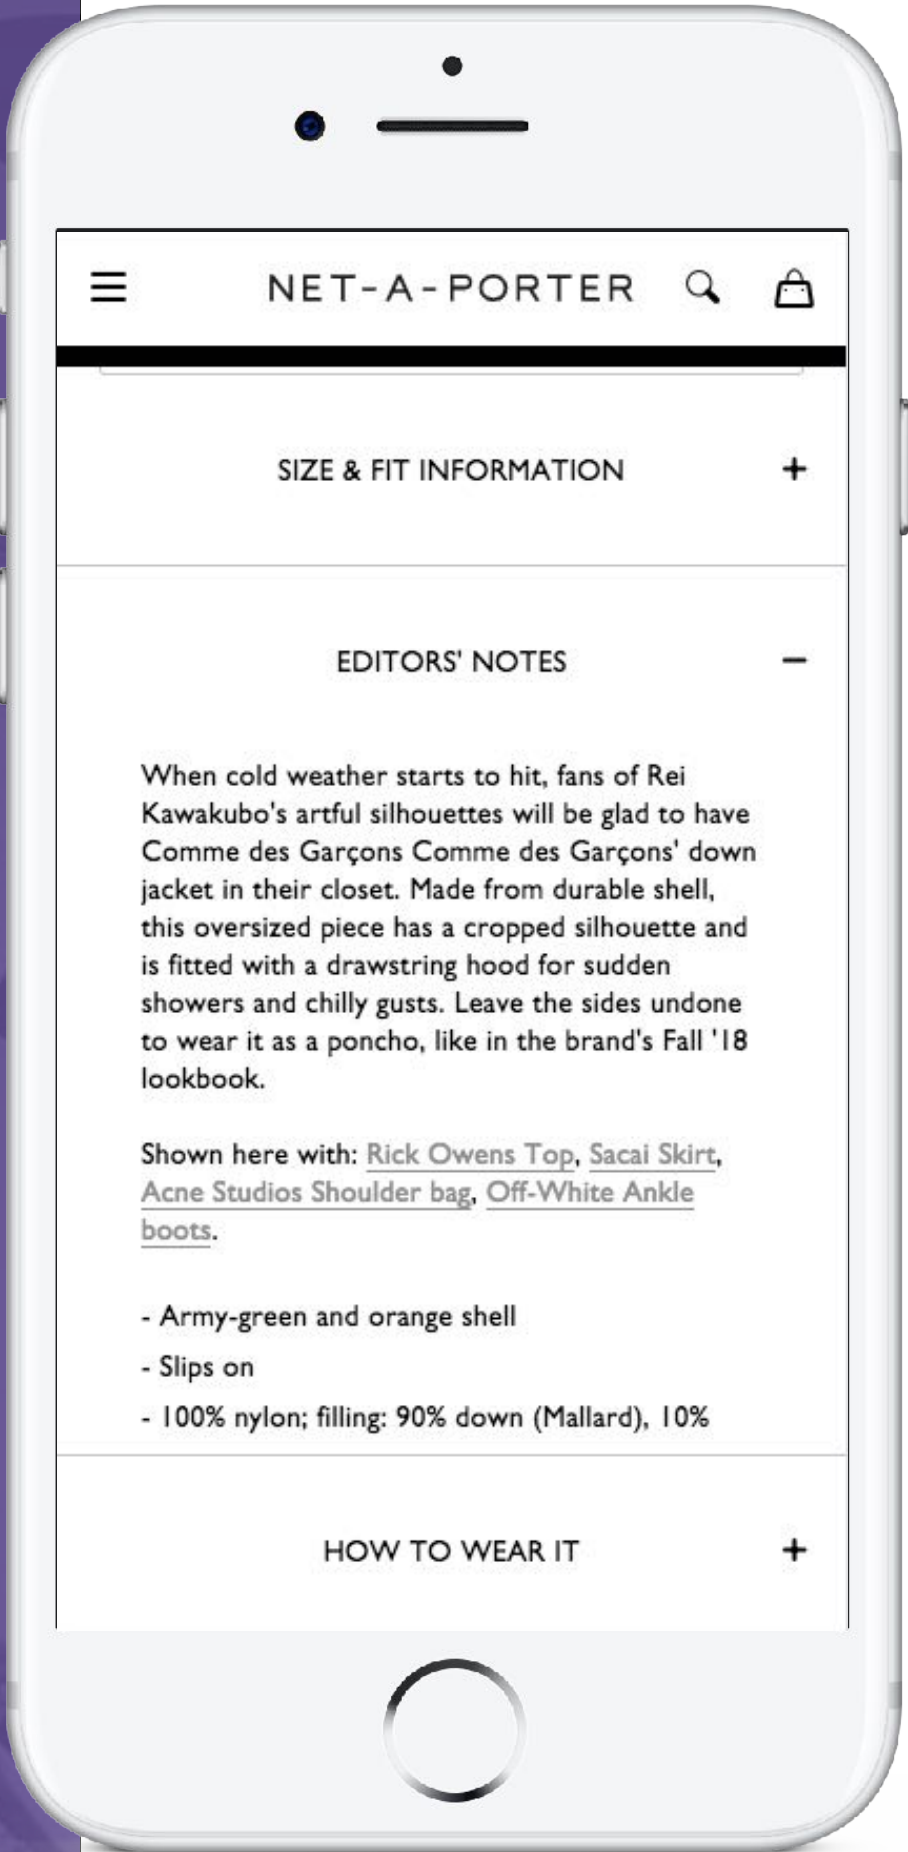 NET-A-PORTER
SIZE & FIT INFORMATION +
EDITORS' NOTES –
When cold weather starts to hit, fans of Rei
Kawakubo's artful silhouettes will be glad to have
Comme des Garçons Comme des Garçons' down
jacket in their closet. Made from durable shell,
this oversized piece has a cropped silhouette and
is fitted with a drawstring hood for sudden
showers and chilly gusts. Leave the sides undone
to wear it as a poncho, like in the brand's Fall '18
lookbook.
Shown here with: Rick Owens Top, Sacai Skirt,
Acne Studios Shoulder bag, Off-White Ankle
boots.
- Army-green and orange shell
- Slips on
- 100% nylon; filling: 90% down (Mallard), 10%
HOW TO WEAR IT +